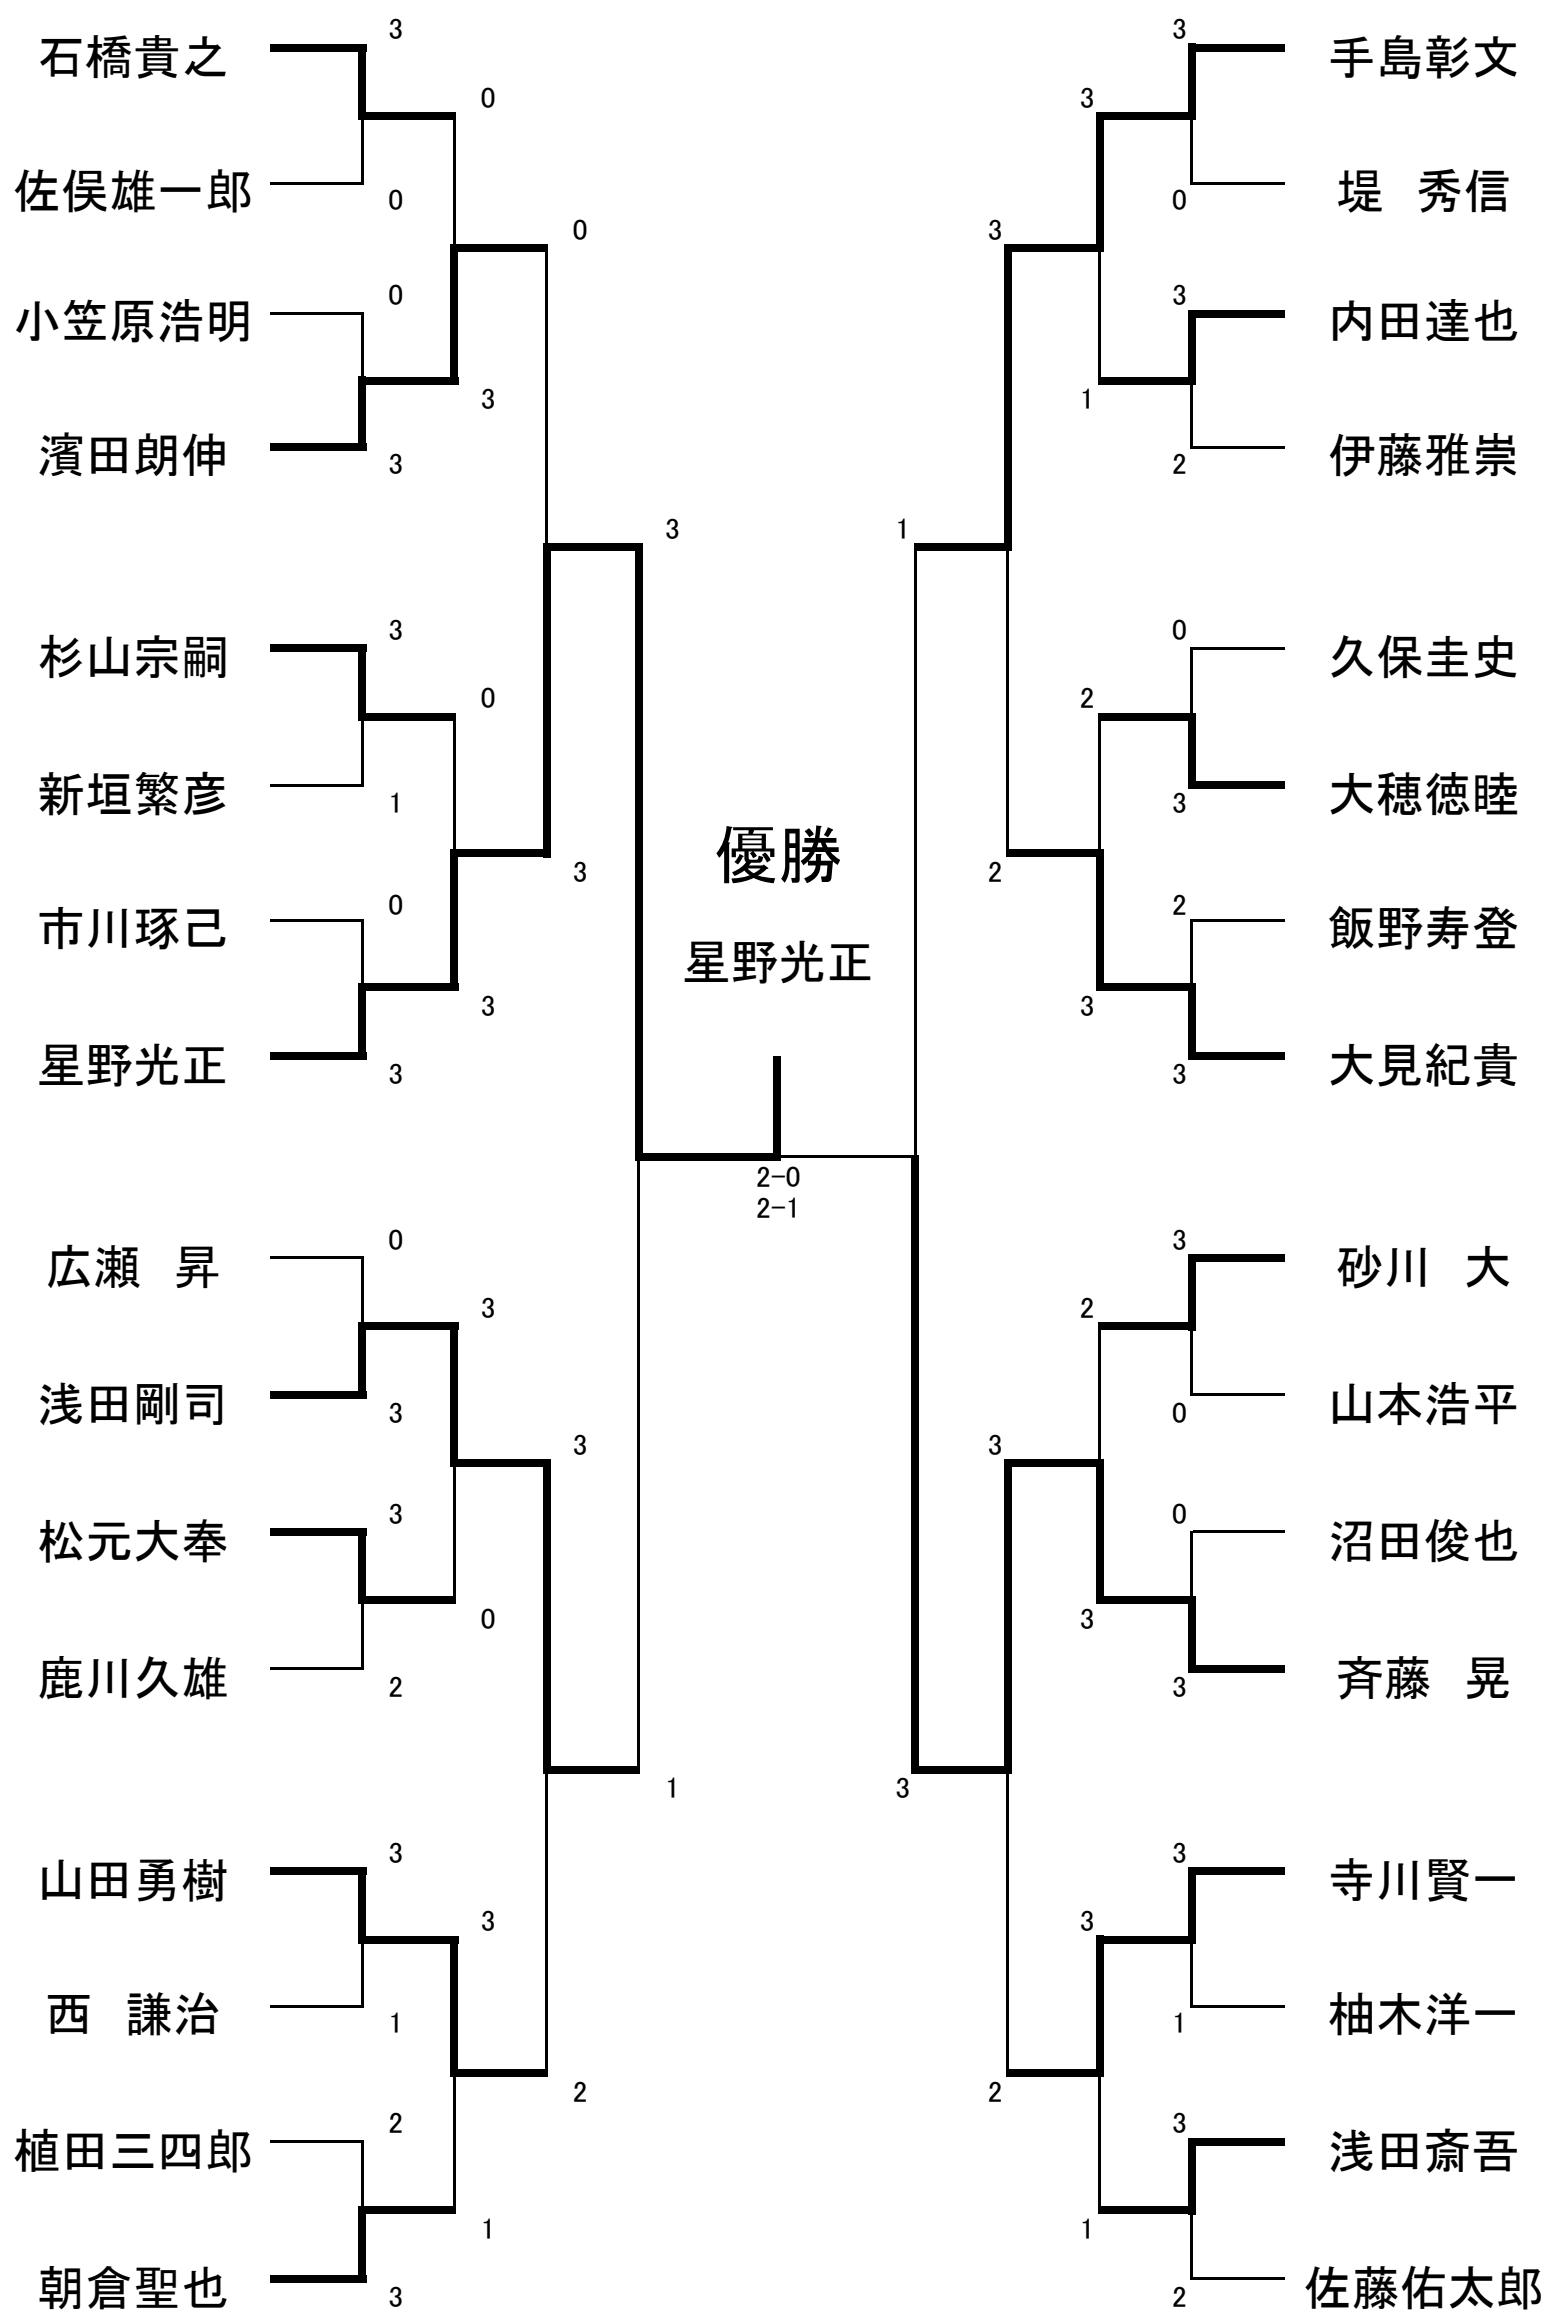 3
石橋貴之
0
佐俣雄一郎
0
0
0
小笠原浩明
3
濱田朗伸
3
3
3
杉山宗嗣
0
新垣繁彦
1
3
0
市川琢己
3
星野光正
3
0
広瀬 昇
3
浅田剛司
3
3
3
松元大奉
0
鹿川久雄
2
1
3
山田勇樹
3
西 謙治
1
2
2
植田三四郎
1
朝倉聖也
3
優勝
星野光正
2-0
2-1
3
手島彰文
3
堤 秀信
0
3
3
内田達也
1
伊藤雅崇
2
1
0
久保圭史
2
大穂徳睦
3
2
2
飯野寿登
3
大見紀貴
3
3
砂川 大
2
山本浩平
0
3
0
沼田俊也
3
斉藤 晃
3
3
3
寺川賢一
3
柚木洋一
1
2
3
浅田斎吾
1
佐藤佑太郎
2